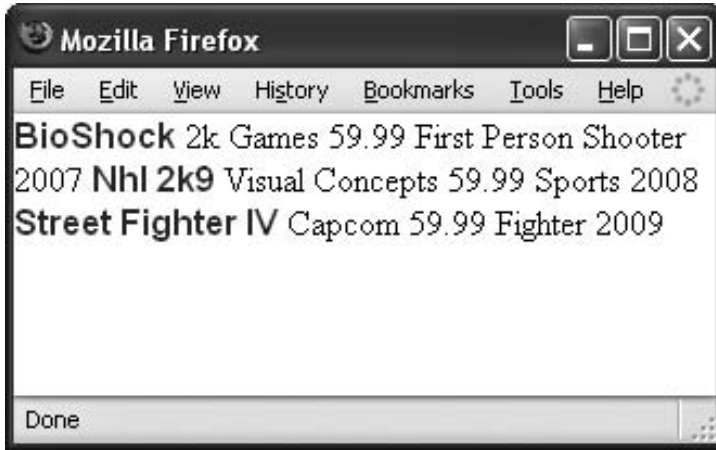 Mozilla Firefox
File Edit View History Bookmarks Tools Help
BioShock 2k Games 59.99 First Person Shooter
2007 Nhl 2k9 Visual Concepts 59.99 Sports 2008
Street Fighter IV Capcom 59.99 Fighter 2009
Done